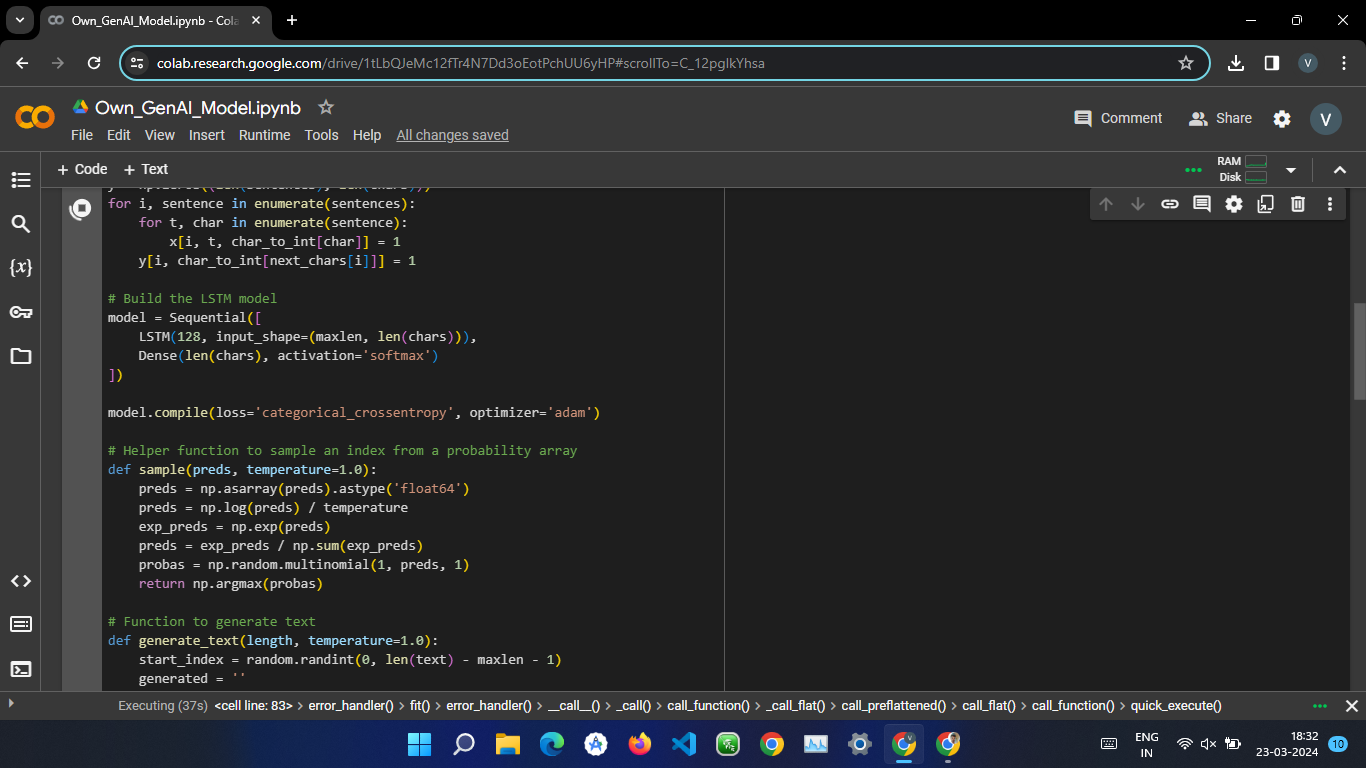 Own_GenAI_Model.ipynb - Cola
colab.research.google.com/drive/1tLbQJeMc12fTr4N7Dd3oEotPchUU6yHP#scrollTo=C_12pglkYhsa
V
Own_GenAI_Model.ipynb
Comment
Share
V
File Edit View Insert Runtime Tools Help All changes saved
+ Code + Text
RAM
Disk
for i, sentence in enumerate(sentences):
for t, char in enumerate(sentence):
x[i, t, char_to_int[char]] = 1
y[i, char_to_int[next_chars[i]]] = 1
# Build the LSTM model
model = Sequential([
LSTM(128, input_shape=(maxlen, len(chars))),
Dense(len(chars), activation='softmax')
])
model.compile(loss='categorical_crossentropy', optimizer='adam')
# Helper function to sample an index from a probability array
def sample(preds, temperature=1.0):
preds = np.asarray(preds).astype('float64')
preds = np.log(preds) / temperature
exp_preds = np.exp(preds)
preds = exp_preds / np.sum(exp_preds)
probas = np.random.multinomial(1, preds, 1)
return np.argmax(probas)
# Function to generate text
def generate_text(length, temperature=1.0):
start_index = random.randint(0, len(text) - maxlen - 1)
generated = ''
Executing (37s) <cell line: 83> > error_handler() > fit() > error_handler() > __call__() > _call() > call_function() > _call_flat() > call_preflattened() > call_flat() > call_function() > quick_execute()
ENG
IN
18:32
23-03-2024
10